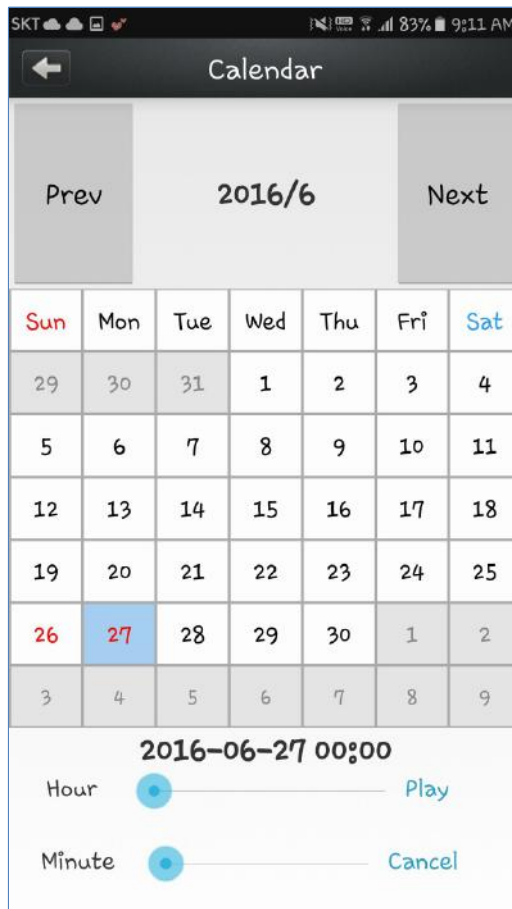 SKT 83% 9:11 AM
Calendar
Prev 2016/6 Next
Sun Mon Tue Wed Thu Fri Sat
29 30 31 1 2 3 4
5 6 7 8 9 10 11
12 13 14 15 16 17 18
19 20 21 22 23 24 25
26 27 28 29 30 1 2
3 4 5 6 7 8 9
2016-06-27 00:00
Hour Play
Minute Cancel